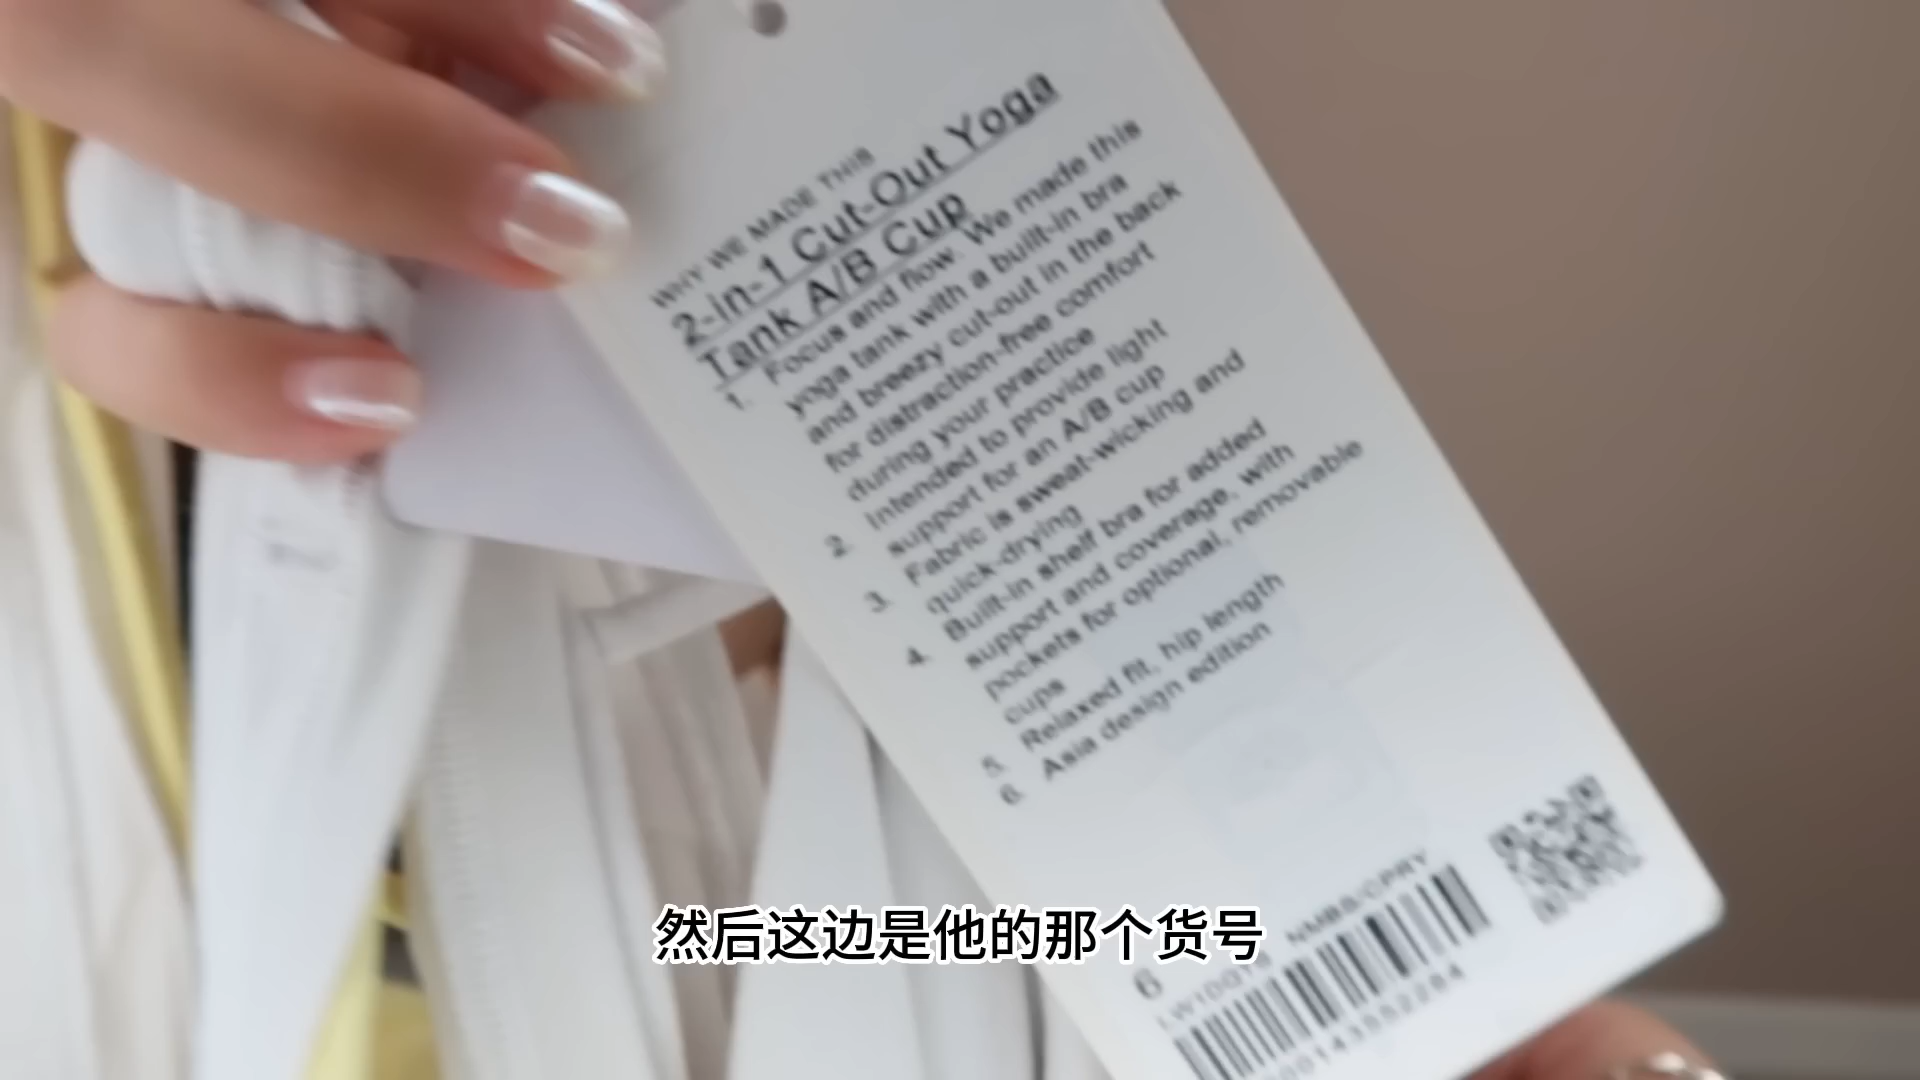 WHY WE MADE THIS
2-in-1 Cut-Out Yoga
Tank A/B Cup
1. Focus and flow. We made this
yoga tank with a built-in bra
and breezy cut-out in the back
for distraction-free comfort
during your practice
2. Intended to provide light
support for an A/B cup
3. Fabric is sweat-wicking and
quick-drying
4. Built-in shelf bra for added
support and coverage, with
pockets for optional, removable
cups
5. Relaxed fit, hip length
6. Asia design edition
6
然后这边是他的那个货号